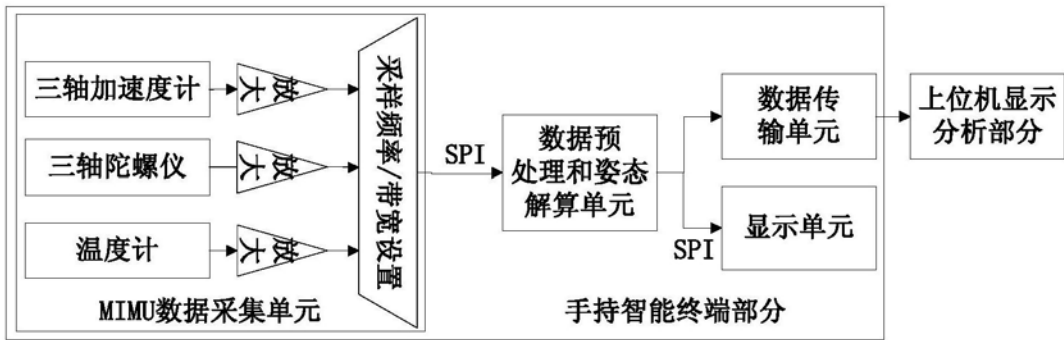 三轴加速度计
放大
三轴陀螺仪
放大
温度计
放大
采样频率/带宽设置
MIMU数据采集单元
SPI
数据预
处理和姿态
解算单元
SPI
数据传
输单元
显示单元
手持智能终端部分
上位机显示
分析部分